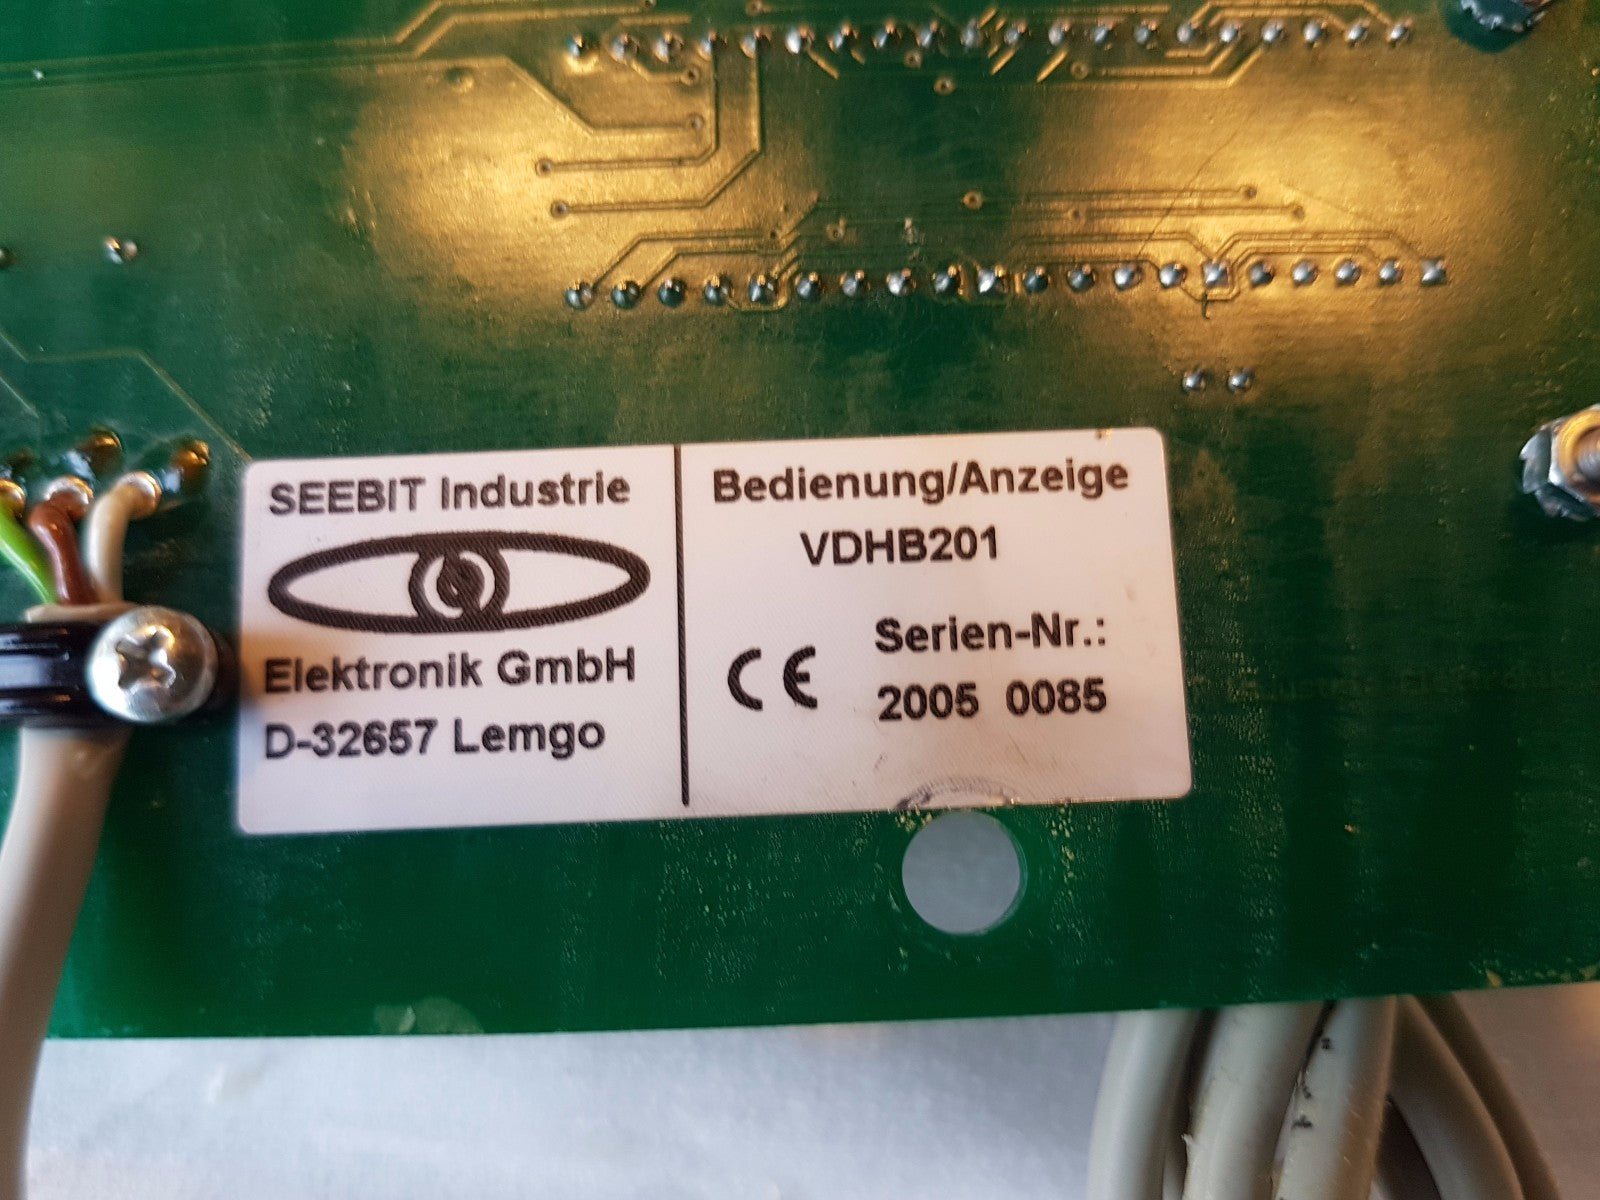 SEEBIT Industrie
Elektronik GmbH
D-32657 Lemgo
Bedienung/Anzeige
VDHB201
CE
Serien-Nr.:
2005 0085